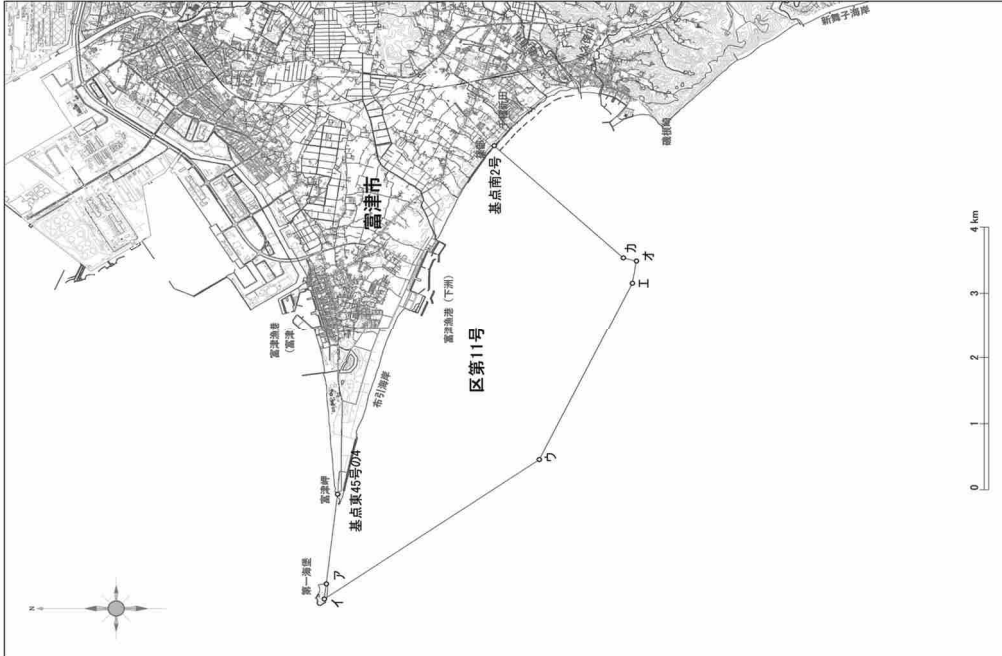 N
新舞子海岸
磯根崎
基点南2号
富津市
富津漁港
(富津)
富津漁港(下洲)
布引海岸
区第11号
富津岬
基点東45号の4
第一海堡
ア
イ
ウ
エ
オ
カ
0
1
2
3
4 km